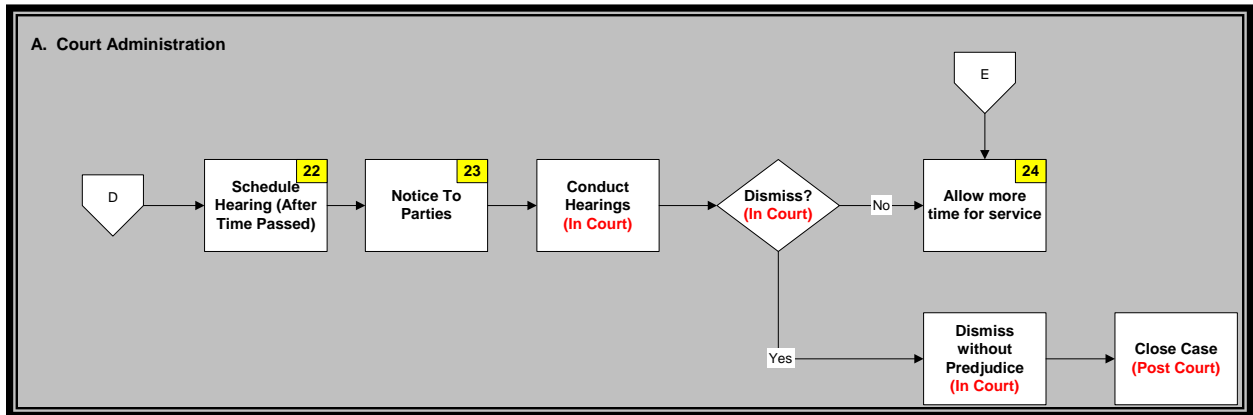 A. Court Administration
E
D
22
Schedule
Hearing (After
Time Passed)
23
Notice To
Parties
Conduct
Hearings
(In Court)
Dismiss?
(In Court)
No
24
Allow more
time for service
Yes
Dismiss
without
Predjudice
(In Court)
Close Case
(Post Court)